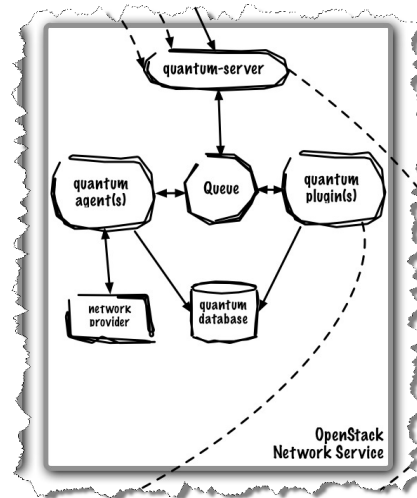 quantum-server
quantum
agent(s)
Queue
quantum
plugin(s)
network
provider
quantum
database
OpenStack
Network Service